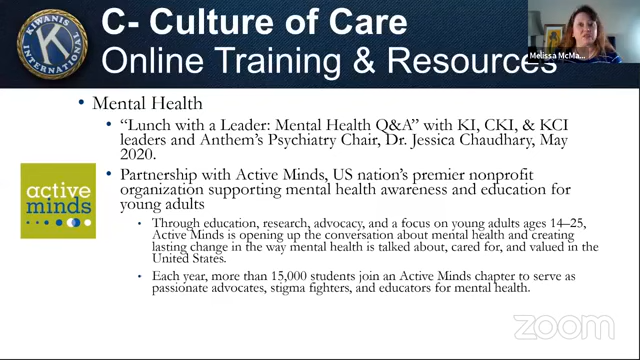 C- Culture of Care
Online Training & Resources
KIWANIS
K
INTERNATIONAL
Melissa McMa...
• Mental Health
• "Lunch with a Leader: Mental Health Q&A" with KI, CKI, & KCI
leaders and Anthem's Psychiatry Chair, Dr. Jessica Chaudhary, May
2020.
• Partnership with Active Minds, US nation's premier nonprofit
organization supporting mental health awareness and education for
young adults
active
minds
• Through education, research, advocacy, and a focus on young adults ages 14–25,
Active Minds is opening up the conversation about mental health and creating
lasting change in the way mental health is talked about, cared for, and valued in the
United States.
• Each year, more than 15,000 students join an Active Minds chapter to serve as
passionate advocates, stigma fighters, and educators for mental health.
zoom